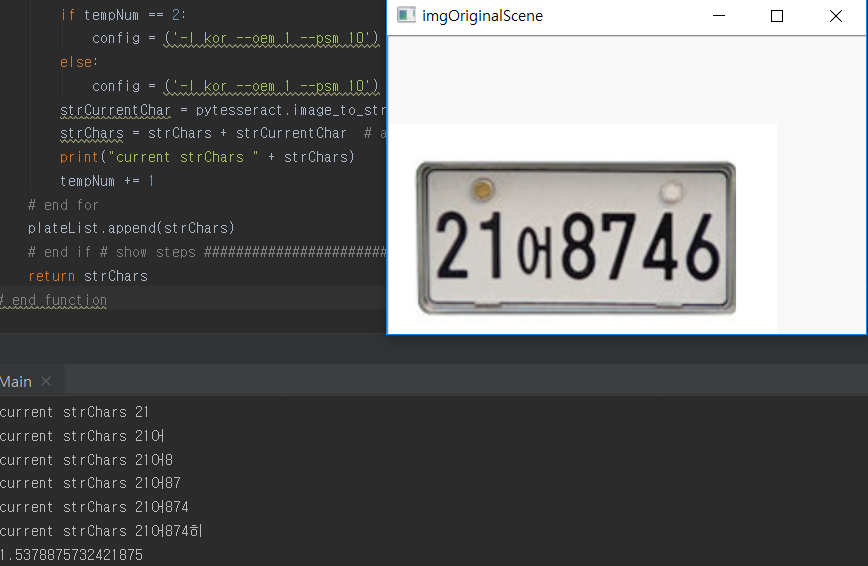 if tempNum == 2:
config = ('-l kor --oem 1 --psm 10')
else:
config = ('-l kor --oem 1 --psm 10')
strCurrentChar = pytesseract.image_to_str
strChars = strChars + strCurrentChar # a
print("current strChars " + strChars)
tempNum += 1
# end for
plateList.append(strChars)
# end if # show steps #######################
return strChars
# end function
imgOriginalScene
21어8746
Main
current strChars 21
current strChars 21어
current strChars 21어8
current strChars 21어87
current strChars 21어874
current strChars 21어874히
1.5378875732421875